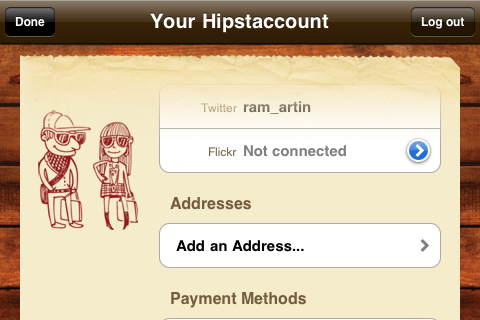 Done Your Hipstaccount Log out
Twitter ram_artin
Flickr Not connected
Addresses
Add an Address...
Payment Methods